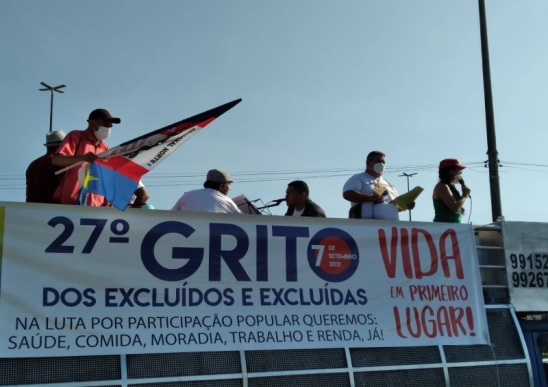 27º GRITO
7 DE
SETEMBRO
2021
DOS EXCLUÍDOS E EXCLUÍDAS
NA LUTA POR PARTICIPAÇÃO POPULAR QUEREMOS:
SAÚDE, COMIDA, MORADIA, TRABALHO E RENDA, JÁ!
VIDA
EM PRIMEIRO
LUGAR!
99152
99267